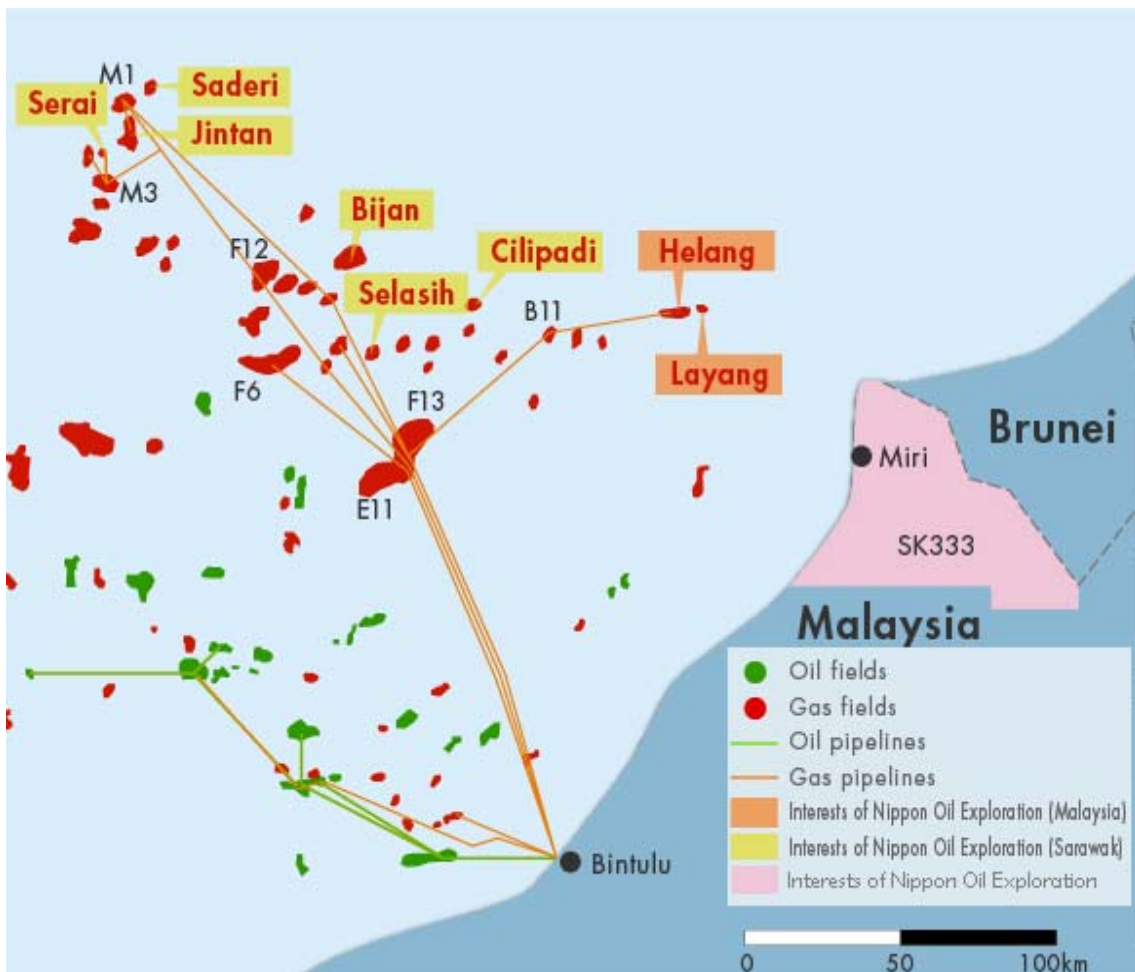 M1
Saderi
Serai
Jintan
M3
Bijan
F12
Cilipadi
Helang
Selasih
B11
Layang
F6
F13
Brunei
Miri
E11
SK333
Malaysia
Oil fields
Gas fields
Oil pipelines
Gas pipelines
Interests of Nippon Oil Exploration (Malaysia)
Interests of Nippon Oil Exploration (Sarawak)
Interests of Nippon Oil Exploration
Bintulu
0 50 100km